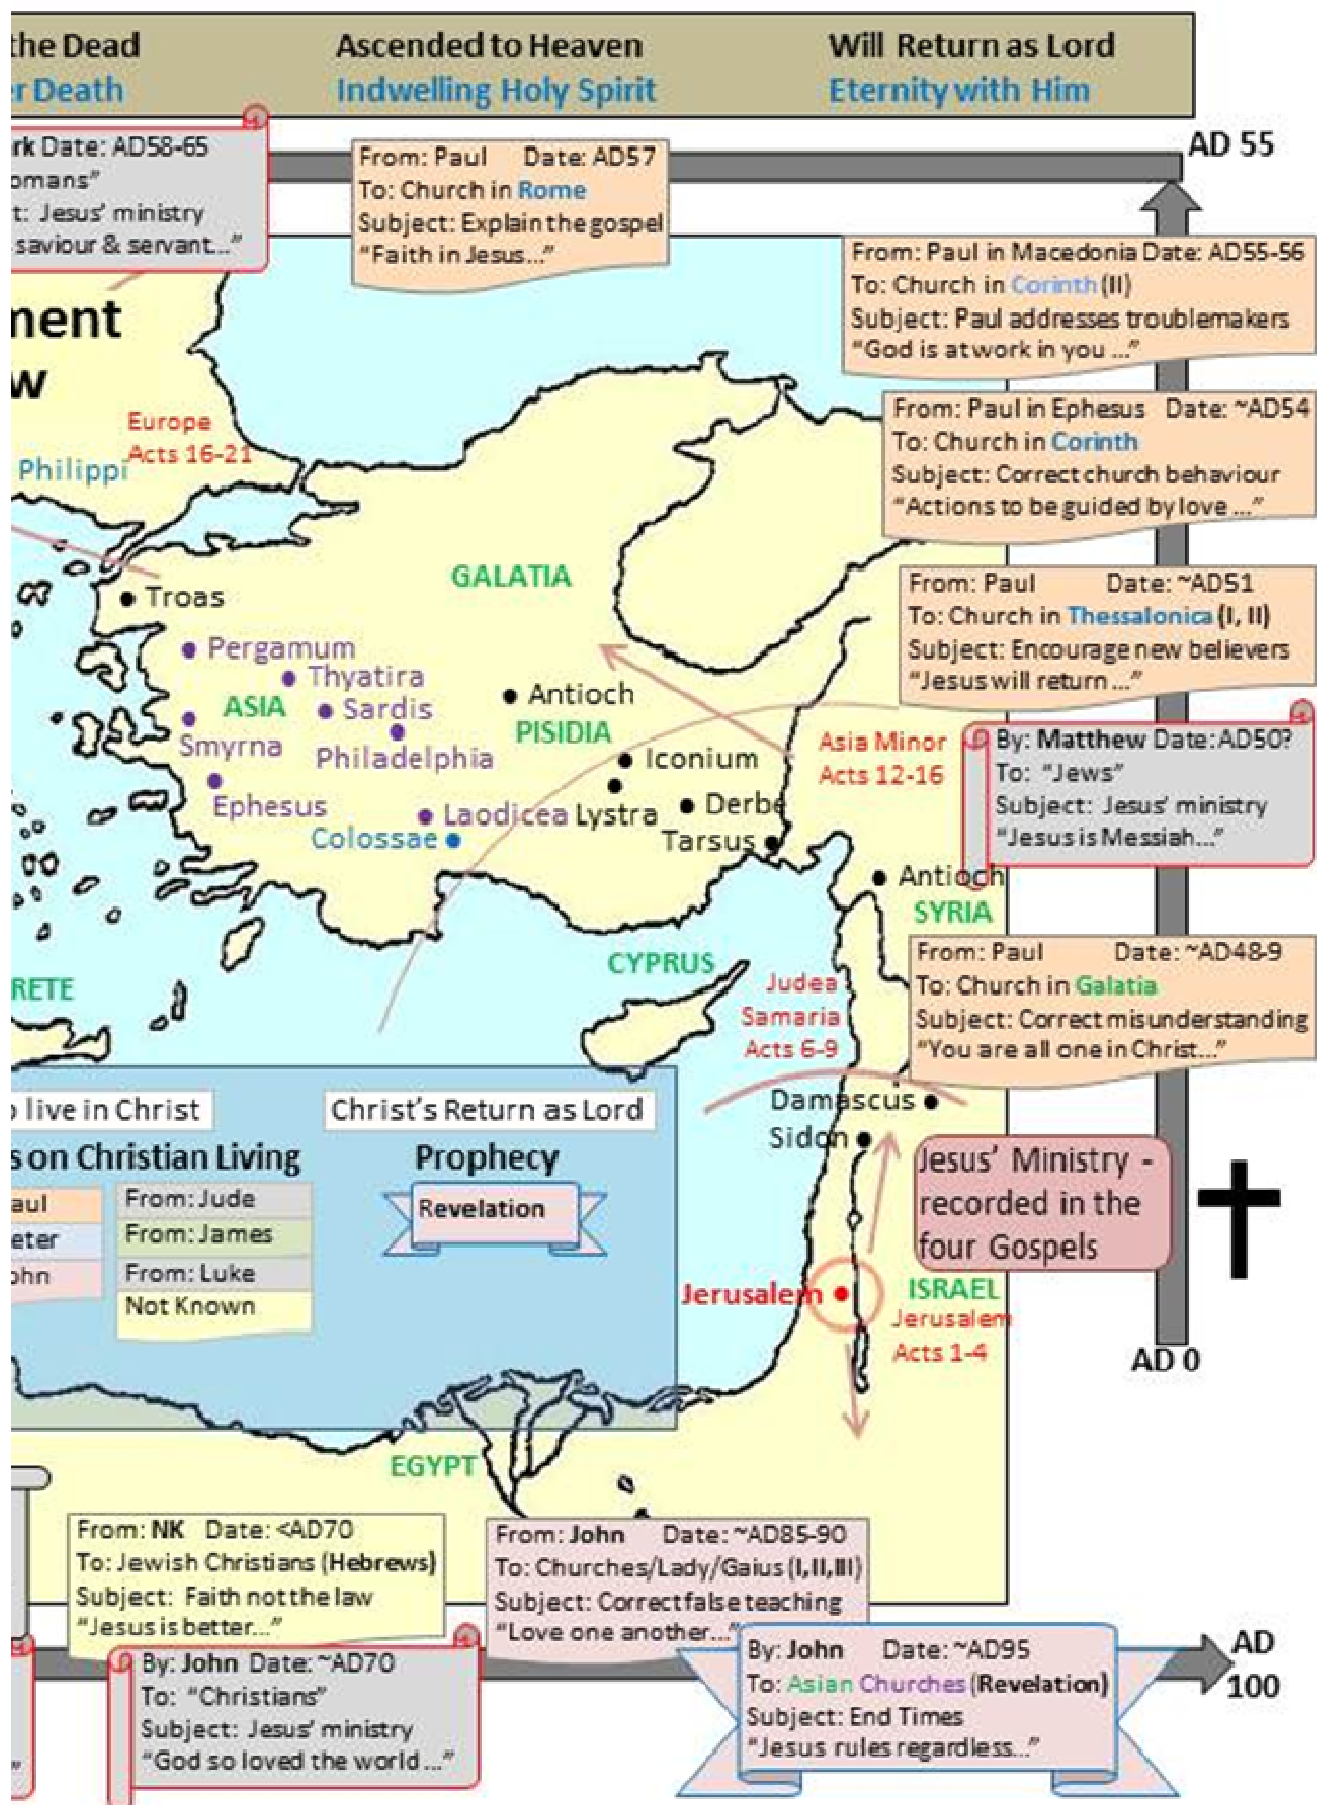 the Dead
Ascended to Heaven
Will Return as Lord
er Death
Indwelling Holy Spirit
Eternity with Him
AD 55
rk Date: AD58-65
omans”
t: Jesus’ ministry
saviour & servant...”
From: Paul Date: AD57
To: Church in Rome
Subject: Explain the gospel
“Faith in Jesus...”
From: Paul in Macedonia Date: AD55-56
To: Church in Corinth (II)
Subject: Paul addresses troublemakers
“God is at work in you ...”
ment
w
Europe
Acts 16-21
Philippi
From: Paul in Ephesus Date: ~AD54
To: Church in Corinth
Subject: Correct church behaviour
“Actions to be guided by love ...”
GALATIA
Troas
From: Paul Date: ~AD51
To: Church in Thessalonica (I, II)
Subject: Encourage new believers
“Jesus will return ...”
Pergamum
Thyatira
ASIA
Sardis
Antioch
Smyrna
Philadelphia
PISIDIA
Iconium
Ephesus
Laodicea
Lystra
Derbe
Colossae
Tarsus
Asia Minor
Acts 12-16
By: Matthew Date: AD50?
To: “Jews”
Subject: Jesus’ ministry
“Jesus is Messiah...”
Antioch
SYRIA
CYPRUS
RETE
Judea
Samaria
Acts 6-9
From: Paul Date: ~AD48-9
To: Church in Galatia
Subject: Correct misunderstanding
“You are all one in Christ...”
Damascus
Sidon
o live in Christ
Christ’s Return as Lord
s on Christian Living
Prophecy
aul
eter
ohn
From: Jude
From: James
From: Luke
Not Known
Revelation
Jesus’ Ministry -
recorded in the
four Gospels
Jerusalem
ISRAEL
Jerusalem
Acts 1-4
AD 0
EGYPT
From: NK Date: <AD70
To: Jewish Christians (Hebrews)
Subject: Faith not the law
“Jesus is better...”
From: John Date: ~AD85-90
To: Churches/Lady/Gaius (I,II,III)
Subject: Correct false teaching
“Love one another...”
By: John Date: ~AD70
To: “Christians”
Subject: Jesus’ ministry
“God so loved the world ...”
”
By: John Date: ~AD95
To: Asian Churches (Revelation)
Subject: End Times
“Jesus rules regardless...”
AD
100